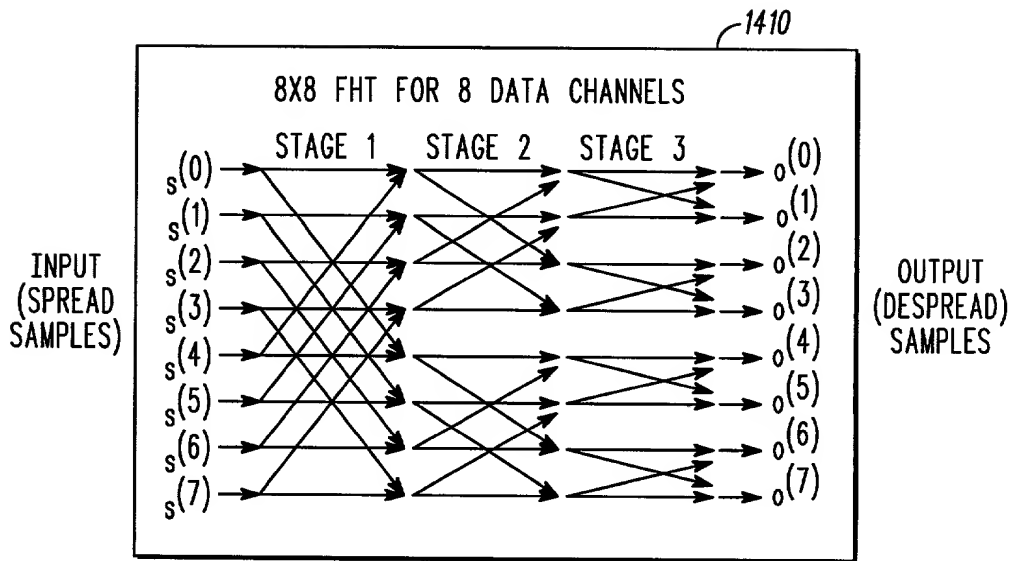 1410
8X8 FHT FOR 8 DATA CHANNELS
STAGE 1 STAGE 2 STAGE 3
s(0) o(0)
s(1) o(1)
s(2) o(2)
s(3) o(3)
s(4) o(4)
s(5) o(5)
s(6) o(6)
s(7) o(7)
INPUT
(SPREAD
SAMPLES)
OUTPUT
(DESPREAD)
SAMPLES